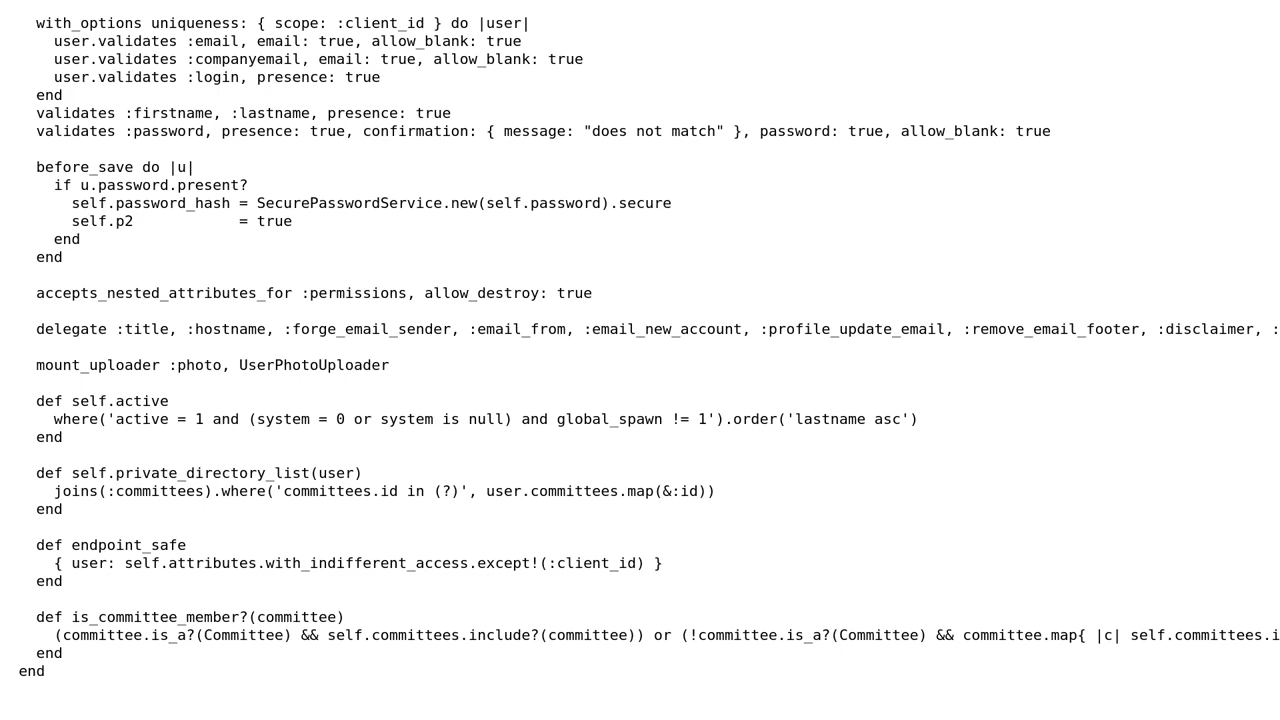 with_options uniqueness: { scope: :client_id } do |user|
  user.validates :email, email: true, allow_blank: true
  user.validates :companyemail, email: true, allow_blank: true
  user.validates :login, presence: true
end
validates :firstname, :lastname, presence: true
validates :password, presence: true, confirmation: { message: "does not match" }, password: true, allow_blank: true

before_save do |u|
  if u.password.present?
    self.password_hash = SecurePasswordService.new(self.password).secure
    self.p2            = true
  end
end

accepts_nested_attributes_for :permissions, allow_destroy: true

delegate :title, :hostname, :forge_email_sender, :email_from, :email_new_account, :profile_update_email, :remove_email_footer, :disclaimer, :

mount_uploader :photo, UserPhotoUploader

def self.active
  where('active = 1 and (system = 0 or system is null) and global_spawn != 1').order('lastname asc')
end

def self.private_directory_list(user)
  joins(:committees).where('committees.id in (?)', user.committees.map(&:id))
end

def endpoint_safe
  { user: self.attributes.with_indifferent_access.except!(:client_id) }
end

def is_committee_member?(committee)
  (committee.is_a?(Committee) && self.committees.include?(committee)) or (!committee.is_a?(Committee) && committee.map{ |c| self.committees.i
  end
end